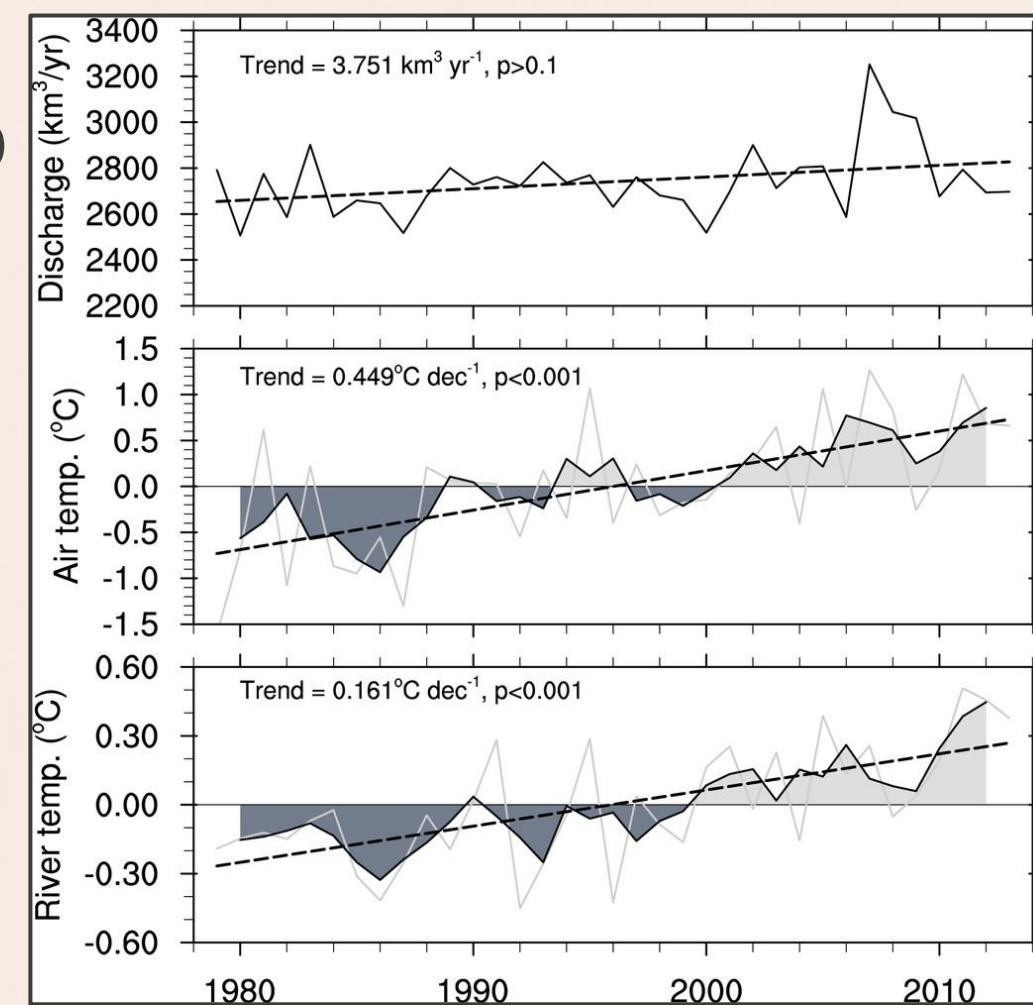 Discharge (km³/yr)
3400
3200
3000
2800
2600
2400
2200
Trend = 3.751 km³ yr⁻¹, p>0.1
Air temp. (°C)
1.5
1.0
0.5
0.0
-0.5
-1.0
-1.5
Trend = 0.449°C dec⁻¹, p<0.001
River temp. (°C)
0.60
0.30
0.00
-0.30
-0.60
Trend = 0.161°C dec⁻¹, p<0.001
1980 1990 2000 2010